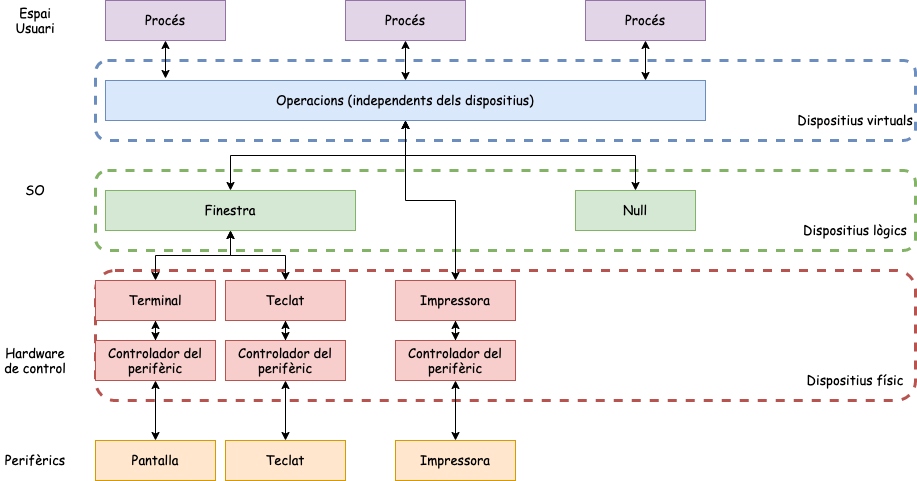 Espai
Usuari
Procés
Procés
Procés
Operacions (independents dels dispositius)
Dispositius virtuals
SO
Finestra
Null
Dispositius lògics
Terminal
Teclat
Impressora
Hardware
de control
Controlador del
perifèric
Controlador del
perifèric
Controlador del
perifèric
Dispositius físic
Perifèrics
Pantalla
Teclat
Impressora